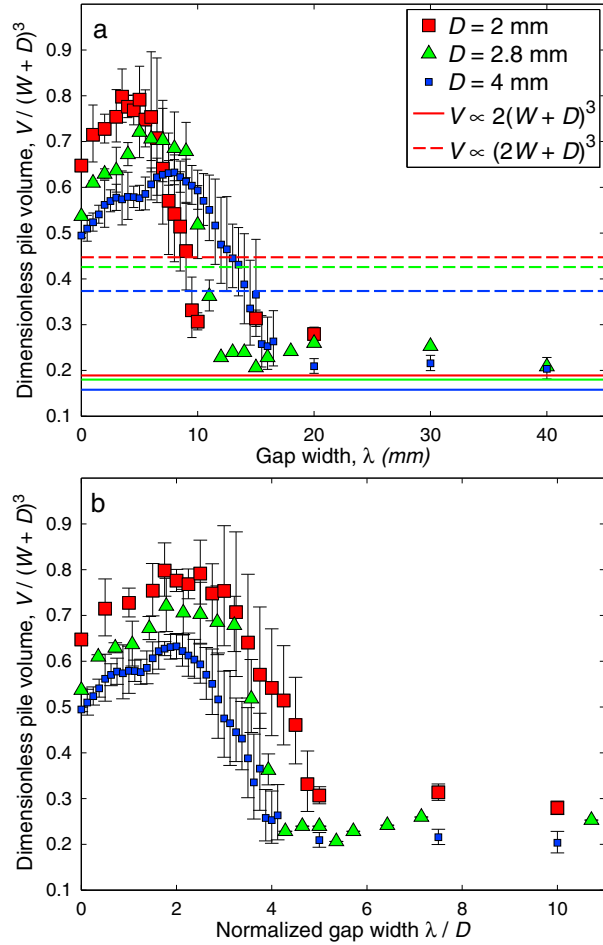 a
D = 2 mm
D = 2.8 mm
D = 4 mm
V ∝ 2(W + D)³
V ∝ (2W + D)³
Dimensionless pile volume, V / (W + D)³
0.9
0.8
0.7
0.6
0.5
0.4
0.3
0.2
0.1
0 10 20 30 40
Gap width, λ (mm)
b
Dimensionless pile volume, V / (W + D)³
0.9
0.8
0.7
0.6
0.5
0.4
0.3
0.2
0.1
0 2 4 6 8 10
Normalized gap width λ / D